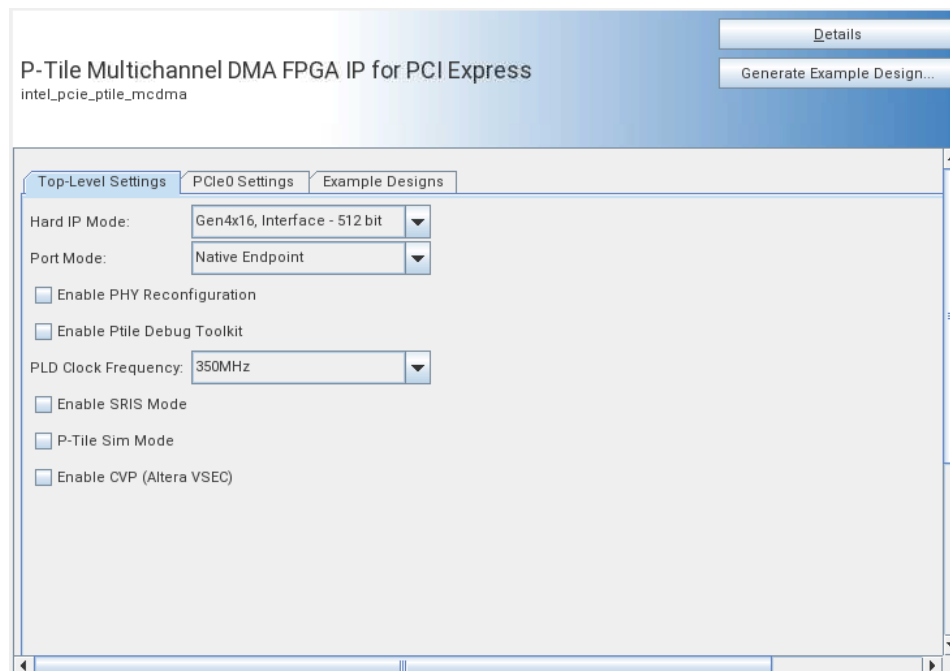 Details
P-Tile Multichannel DMA FPGA IP for PCI Express
Generate Example Design...
intel_pcie_ptile_mcdma
Top-Level Settings PCIe0 Settings Example Designs
Hard IP Mode: Gen4x16, Interface - 512 bit
Port Mode: Native Endpoint
Enable PHY Reconfiguration
Enable Ptile Debug Toolkit
PLD Clock Frequency: 350MHz
Enable SRIS Mode
P-Tile Sim Mode
Enable CVP (Altera VSEC)